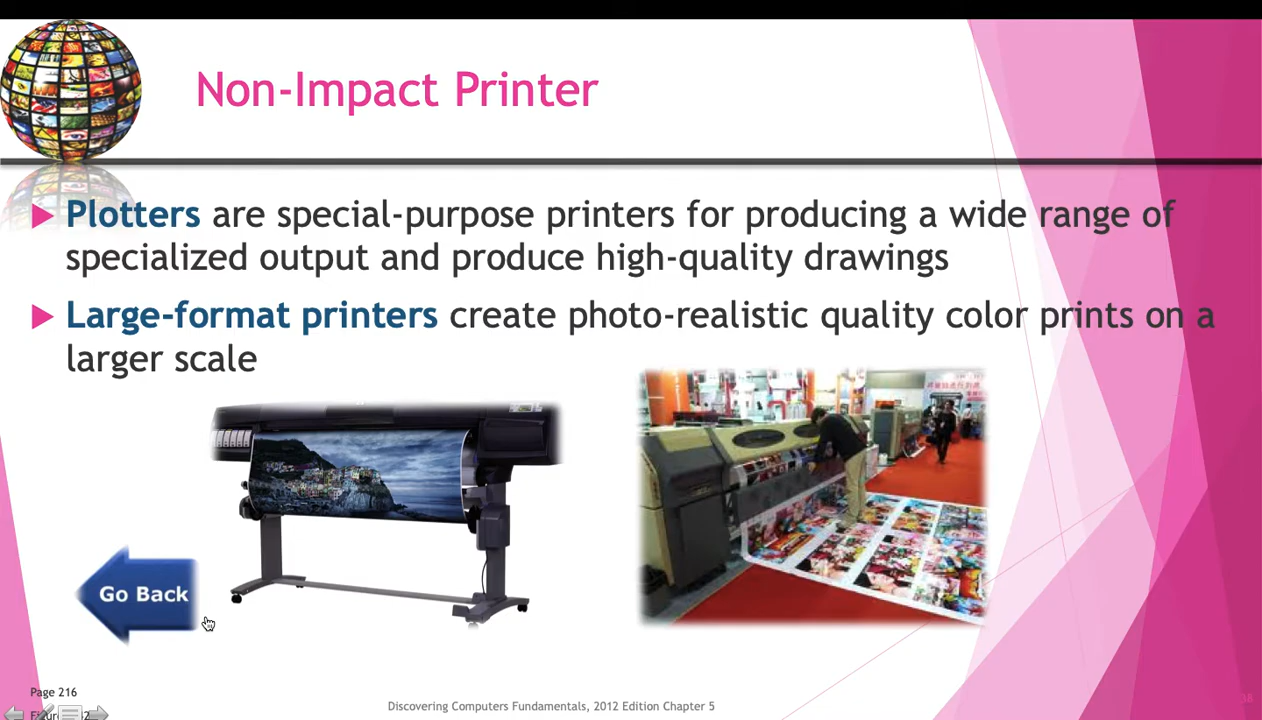 Non-Impact Printer
Plotters are special-purpose printers for producing a wide range of
specialized output and produce high-quality drawings
Large-format printers create photo-realistic quality color prints on a
larger scale
Go Back
Page 216
Discovering Computers Fundamentals, 2012 Edition Chapter 5
38